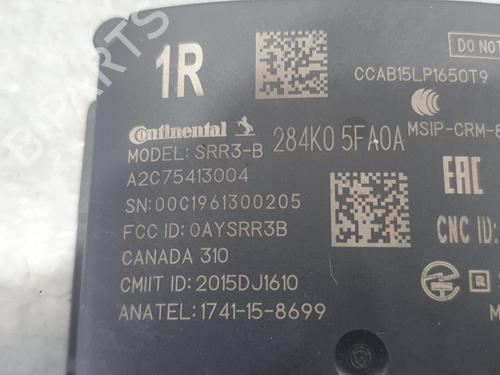 1R
DO NOT
CCAB15LP1650T9
Continental
MSIP-CRM-
MODEL: SRR3-B 284K0 5FA0A
A2C75413004
EAC
SN: 00C1961300205
FCC ID: OAYSRR3B
CNC ID:
CANADA 310
CMIIT ID: 2015DJ1610
R
ANATEL: 1741-15-8699
M
B PARTS